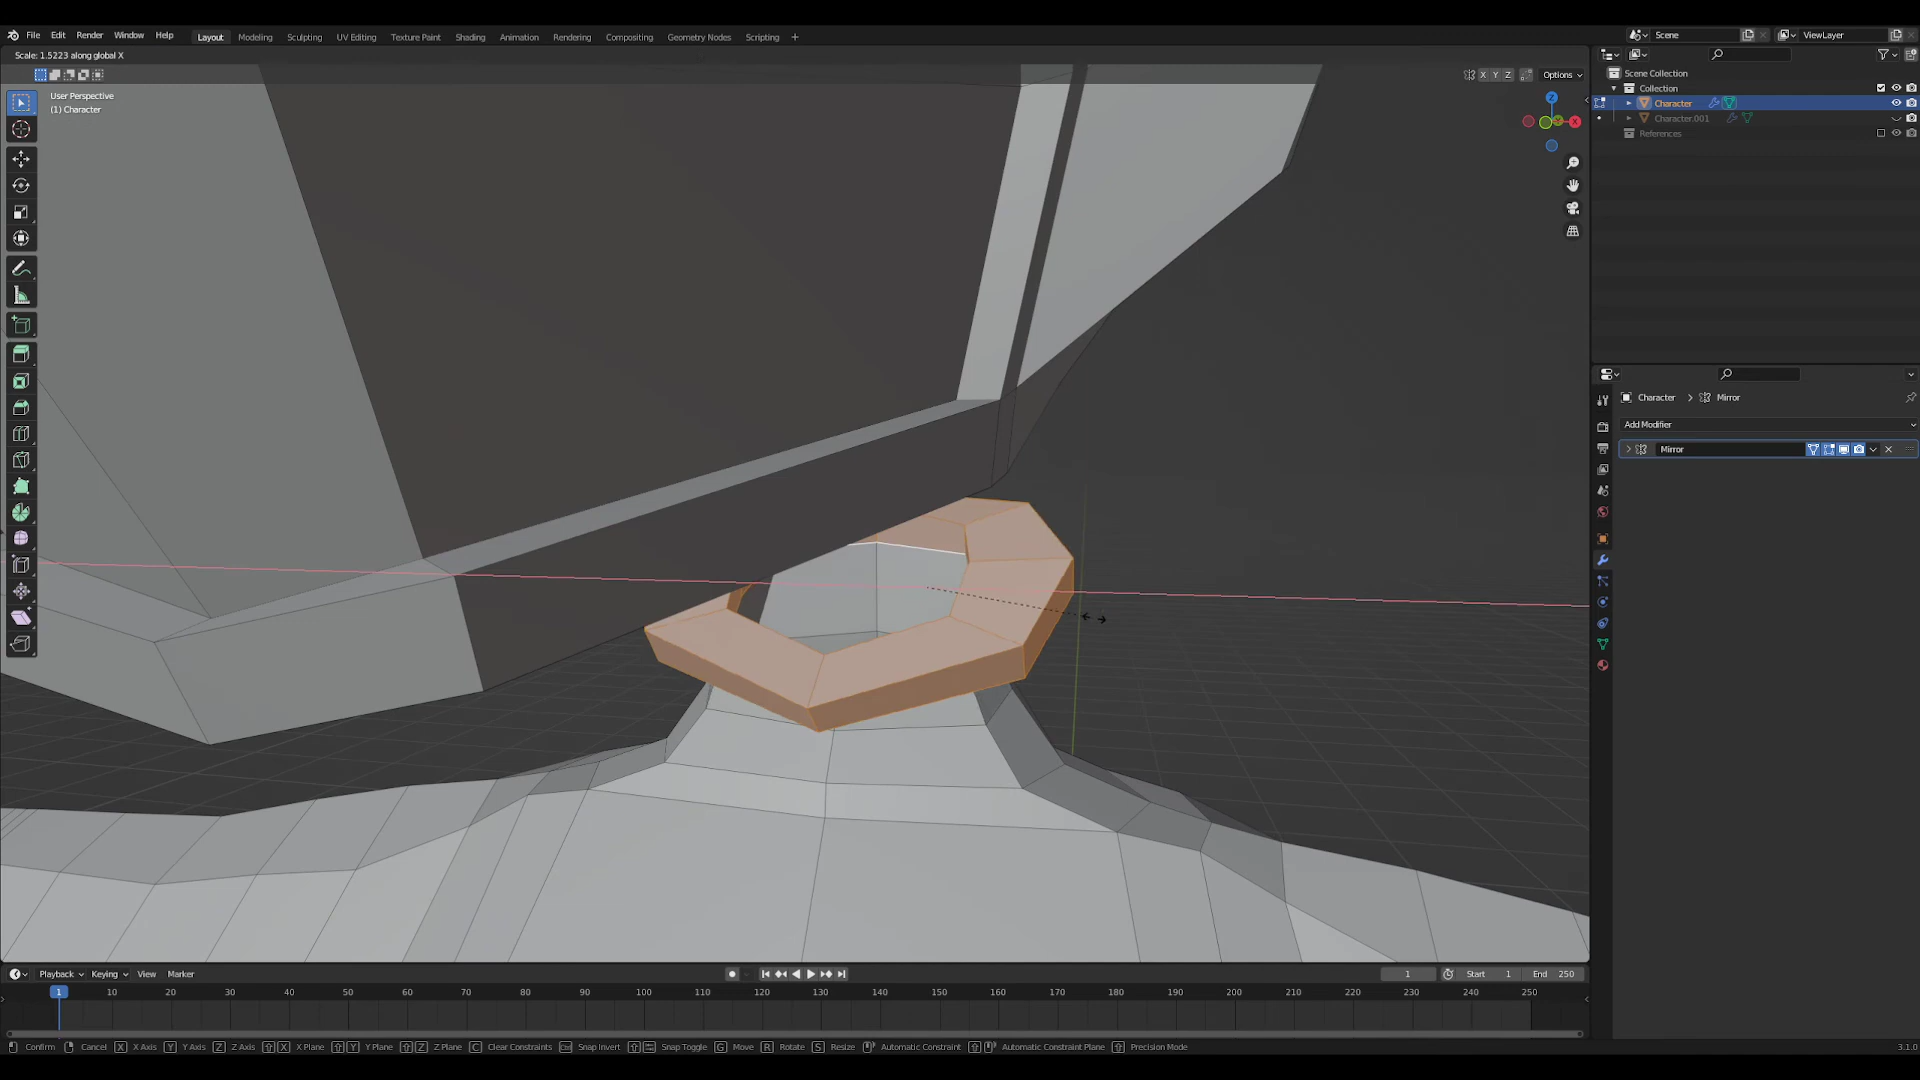 File Edit Render Window Help Layout Modeling Sculpting UV Editing Texture Paint Shading Animation Rendering Compositing Geometry Nodes Scripting + Scene ViewLayer
Scale: 1.5223 along global X
X Y Z Options
User Perspective
(1) Character
Z
X
Scene Collection
Collection
Character
Character.001
References
Character > Mirror
Add Modifier
Mirror
Playback Keying View Marker 1 Start 1 End 250
1 10 20 30 40 50 60 70 80 90 100 110 120 130 140 150 160 170 180 190 200 210 220 230 240 250
Confirm Cancel X X Axis Y Y Axis Z Z Axis X X Plane Y Y Plane Z Z Plane C Clear Constraints Ctrl Snap Invert Snap Toggle G Move R Rotate S Resize Automatic Constraint Automatic Constraint Plane Precision Mode 3.1.0